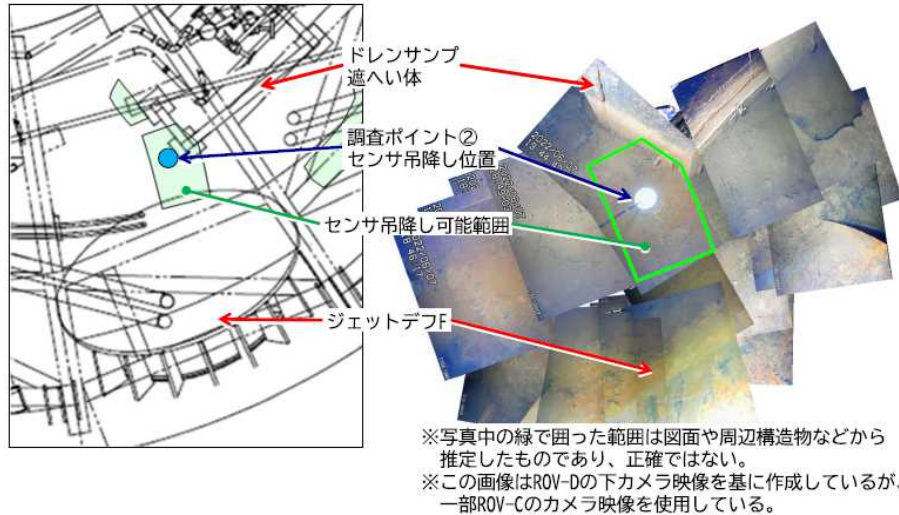 ドレンサンプ
遮へい体
調査ポイント②
センサ吊降し位置
センサ吊降し可能範囲
ジェットデフF
2022/06/07
※写真中の緑で囲った範囲は図面や周辺構造物などから
推定したものであり、正確ではない。
※この画像はROV-Dの下カメラ映像を基に作成しているが、
一部ROV-Cのカメラ映像を使用している。